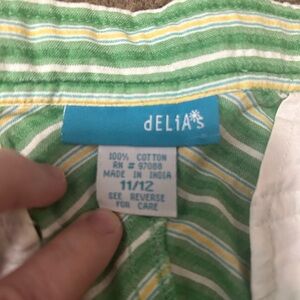 dELiA*s
100% COTTON
RN # 97088
MADE IN INDIA
11/12
SEE REVERSE
FOR CARE